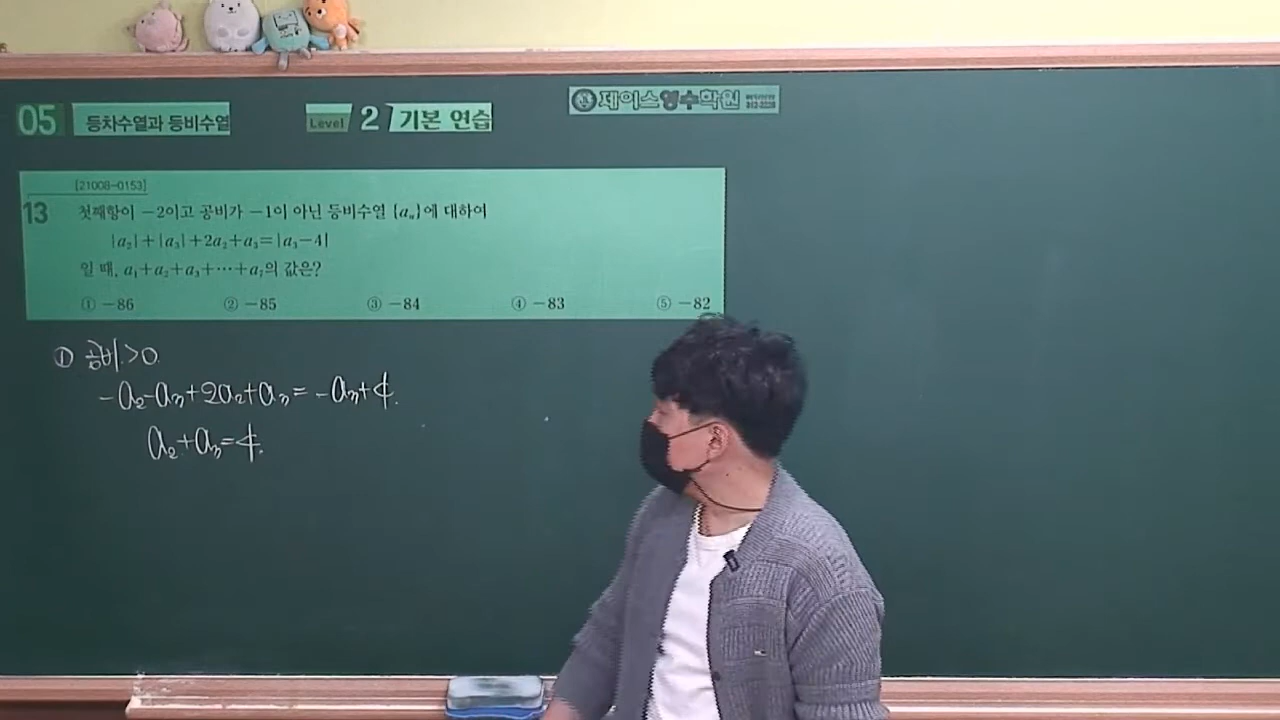 05 등차수열과 등비수열 Level 2 기본 연습 제이스영수학원
[21008-0153]
13 첫째항이 −2이고 공비가 −1이 아닌 등비수열 {aₙ}에 대하여
|a₂|+|a₃|+2a₂+a₃=|a₃−4|
일 때, a₁+a₂+a₃+⋯+a₇의 값은?
① −86 ② −85 ③ −84 ④ −83 ⑤ −82
① 공비>0.
-a₂-a₃+2a₂+a₃=-a₃+4.
a₂+a₃=4.